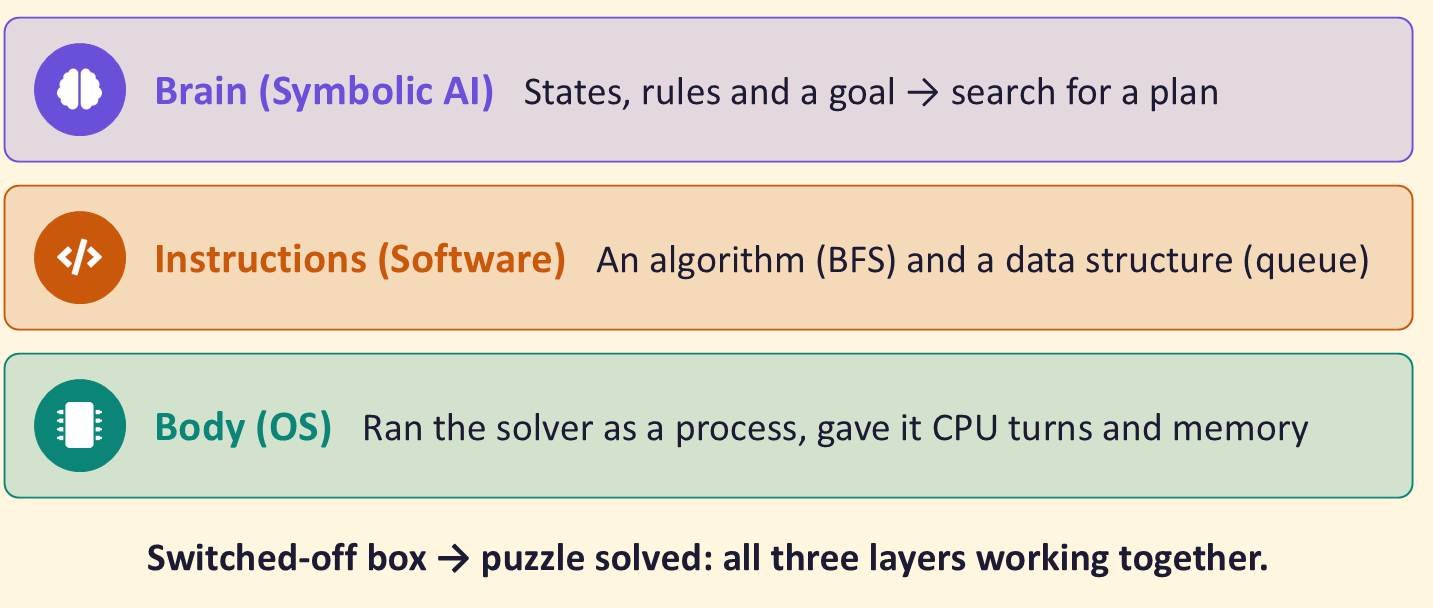 Brain (Symbolic AI) States, rules and a goal → search for a plan
Instructions (Software) An algorithm (BFS) and a data structure (queue)
Body (OS) Ran the solver as a process, gave it CPU turns and memory
Switched-off box → puzzle solved: all three layers working together.